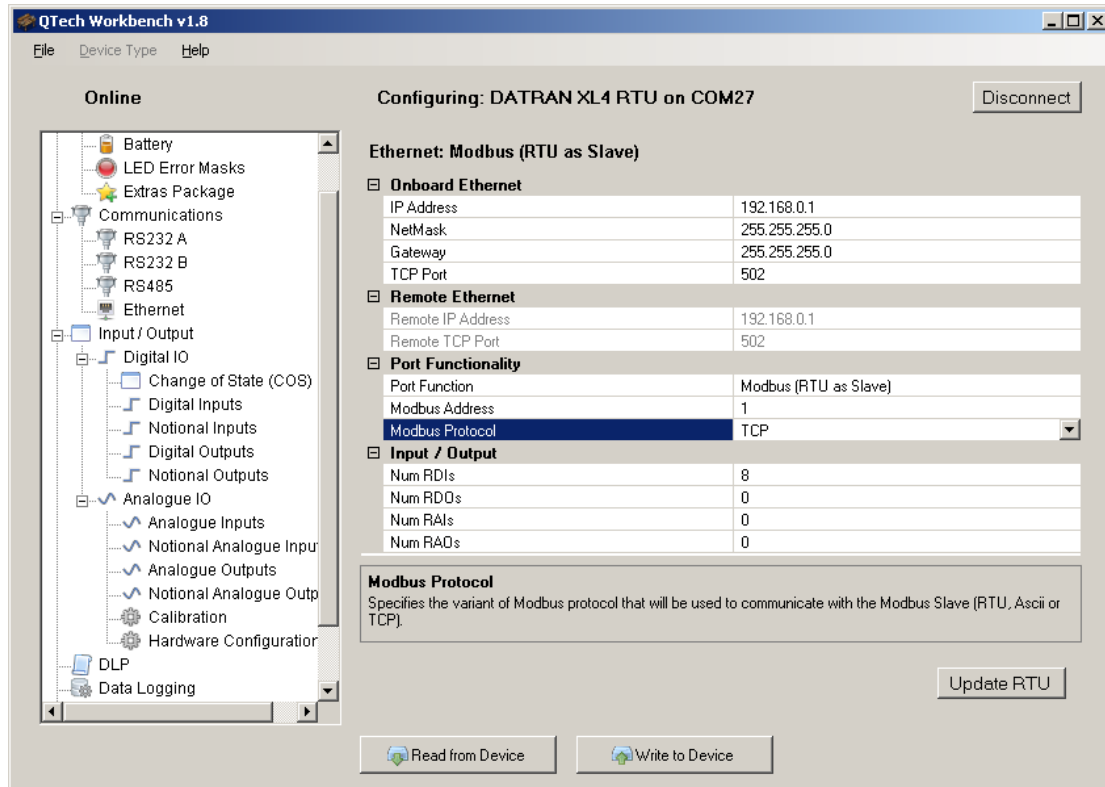 QTech Workbench v1.8
File Device Type Help
Online
Configuring: DATRAN XL4 RTU on COM27
Disconnect
Battery
LED Error Masks
Extras Package
Communications
RS232 A
RS232 B
RS485
Ethernet
Input / Output
Digital IO
Change of State (COS)
Digital Inputs
Notional Inputs
Digital Outputs
Notional Outputs
Analogue IO
Analogue Inputs
Notional Analogue Inpu
Analogue Outputs
Notional Analogue Outp
Calibration
Hardware Configuration
DLP
Data Logging
Ethernet: Modbus (RTU as Slave)
Onboard Ethernet
IP Address 192.168.0.1
NetMask 255.255.255.0
Gateway 255.255.255.0
TCP Port 502
Remote Ethernet
Remote IP Address 192.168.0.1
Remote TCP Port 502
Port Functionality
Port Function Modbus (RTU as Slave)
Modbus Address 1
Modbus Protocol TCP
Input / Output
Num RDIs 8
Num RDOs 0
Num RAIs 0
Num RAOs 0
Modbus Protocol
Specifies the variant of Modbus protocol that will be used to communicate with the Modbus Slave (RTU, Ascii or
TCP).
Update RTU
Read from Device
Write to Device